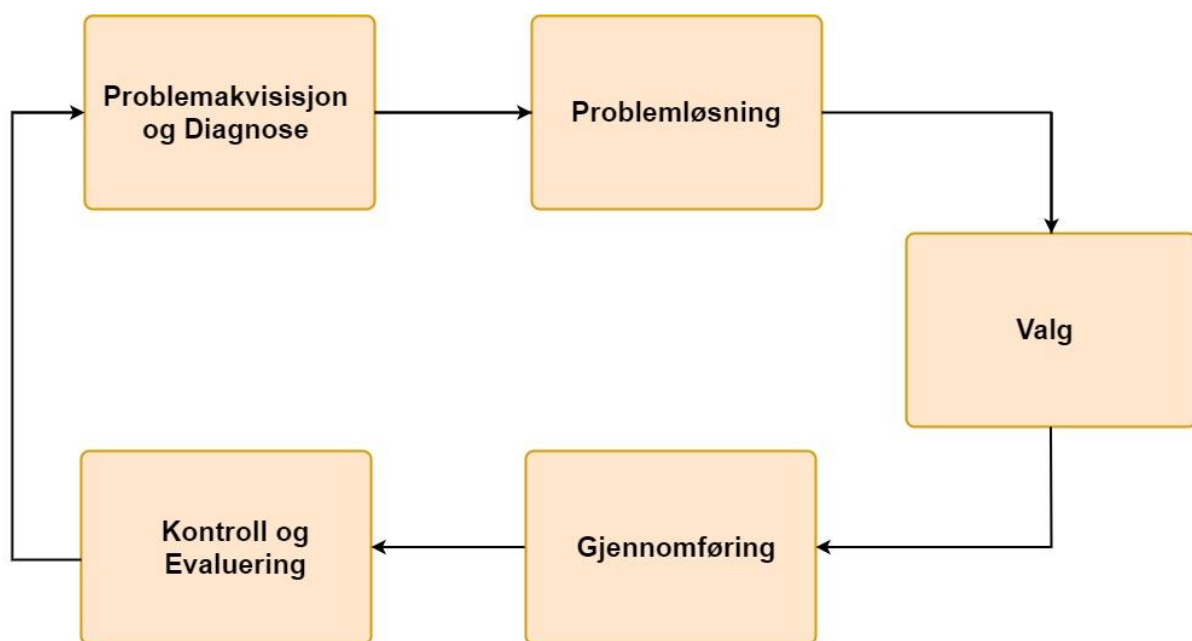 Problemakvisisjon
og Diagnose
Problemløsning
Valg
Gjennomføring
Kontroll og
Evaluering